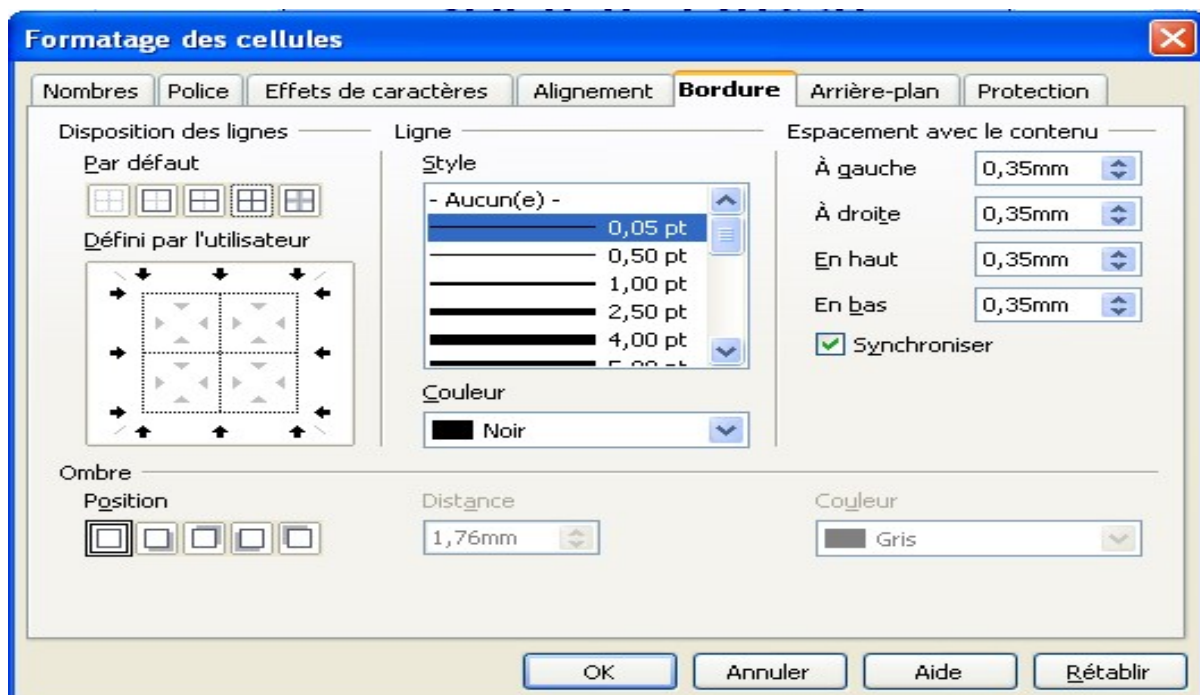 Formatage des cellules
Nombres Police Effets de caractères Alignement Bordure Arrière-plan Protection
Disposition des lignes
Par défaut
Défini par l'utilisateur
Ligne
Style
- Aucun(e) -
0,05 pt
0,50 pt
1,00 pt
2,50 pt
4,00 pt
Couleur
Noir
Espacement avec le contenu
À gauche 0,35mm
À droite 0,35mm
En haut 0,35mm
En bas 0,35mm
Synchroniser
Ombre
Position
Distance
1,76mm
Couleur
Gris
OK Annuler Aide Rétablir